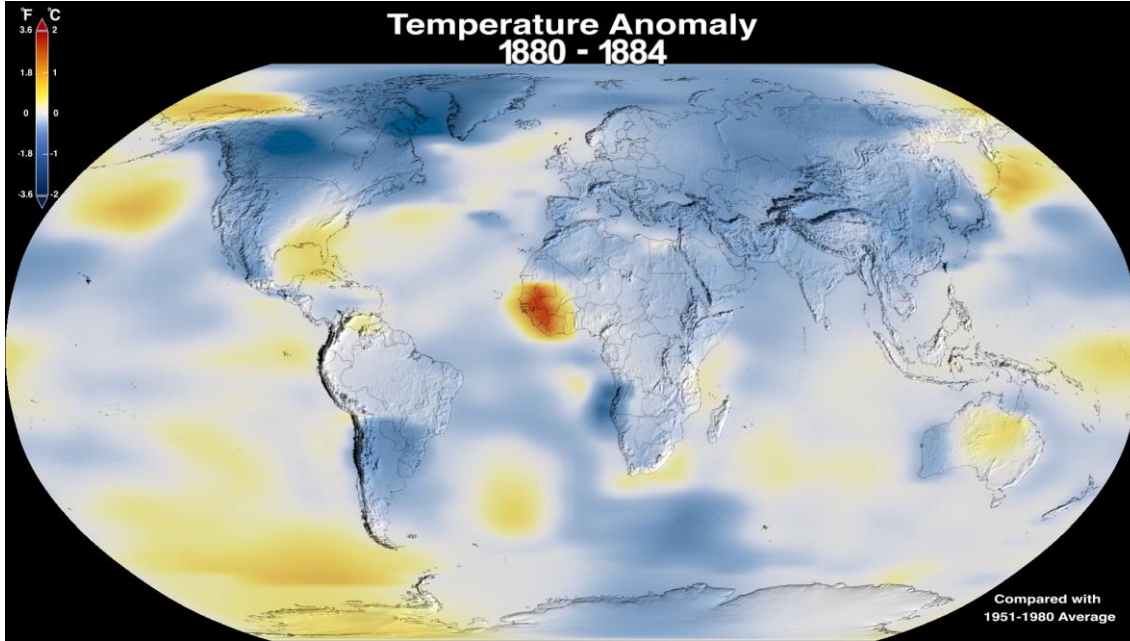 Temperature Anomaly
1880 - 1884
°F °C
3.6 2
1.8 1
0 0
-1.8 -1
-3.6 -2
Compared with
1951-1980 Average